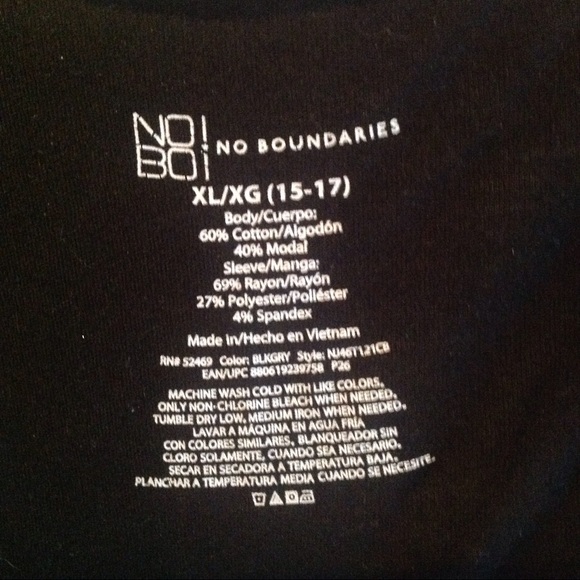 NO!
BO!
NO BOUNDARIES
XL/XG (15-17)
Body/Cuerpo:
60% Cotton/Algodón
40% Modal
Sleeve/Manga:
69% Rayon/Rayón
27% Polyester/Poliéster
4% Spandex
Made in/Hecho en Vietnam
RN# 52469 Color: BLKGRY Style: NJ46T121CB
EAN/UPC 880619239758 P26
MACHINE WASH COLD WITH LIKE COLORS,
ONLY NON-CHLORINE BLEACH WHEN NEEDED,
TUMBLE DRY LOW, MEDIUM IRON WHEN NEEDED,
LAVAR A MÁQUINA EN AGUA FRÍA
CON COLORES SIMILARES, BLANQUEADOR SIN
CLORO SOLAMENTE, CUANDO SEA NECESARIO,
SECAR EN SECADORA A TEMPERATURA BAJA,
PLANCHAR A TEMPERATURA MEDIA CUANDO SE NECESITE.